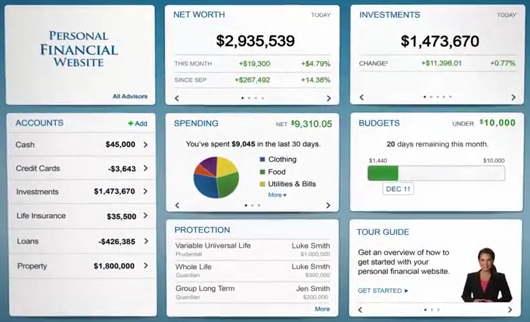 PERSONAL
FINANCIAL
WEBSITE
All Advisors
NET WORTH
TODAY
$2,935,539
THIS MONTH +$19,300 +$4.79%
SINCE SEP +$267,492 +14.38%
INVESTMENTS
TODAY
$1,473,670
CHANGE² +$11,396.01 +0.77%
ACCOUNTS
+ Add
Cash $45,000
Credit Cards -$3,643
Investments $1,473,670
Life Insurance $35,500
Loans -$426,385
Property $1,800,000
SPENDING
NET $9,310.05
You've spent $9,045 in the last 30 days.
Clothing
Food
Utilities & Bills
More
BUDGETS
UNDER $10,000
20 days remaining this month.
$1,440 $10,000
DEC 11
PROTECTION
Variable Universal Life Luke Smith
Prudential $1,000,000
Whole Life Luke Smith
Guardian $300,000
Group Long Term Jen Smith
Guardian $200,000
More
TOUR GUIDE
Get an overview of how to
get started with your
personal financial website.
GET STARTED